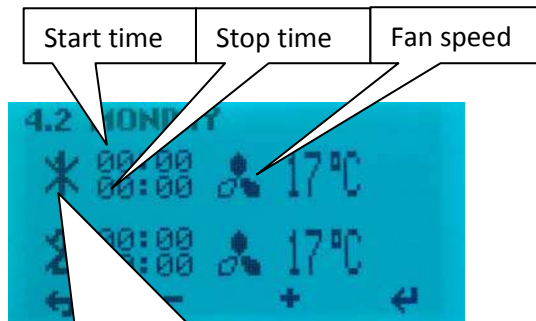 Start time Stop time Fan speed
4.2 MONDAY
00:00
00:00 17°C
00:00
00:00 17°C
- +